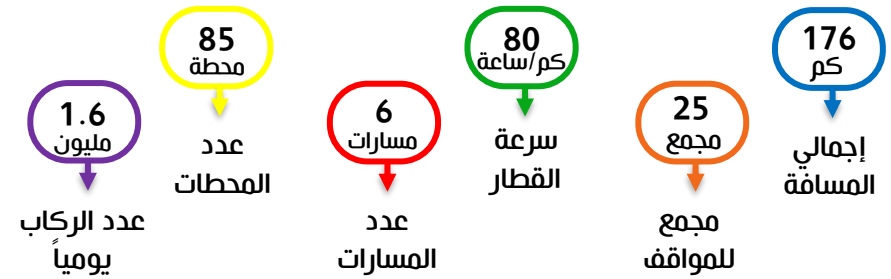 176
كم
إجمالي
المسافة
25
مجمع
مجمع
للمواقف
80
كم/ساعة
سرعة
القطار
6
مسارات
عدد
المسارات
85
محطة
عدد
المحطات
1.6
مليون
عدد الركاب
يومياً